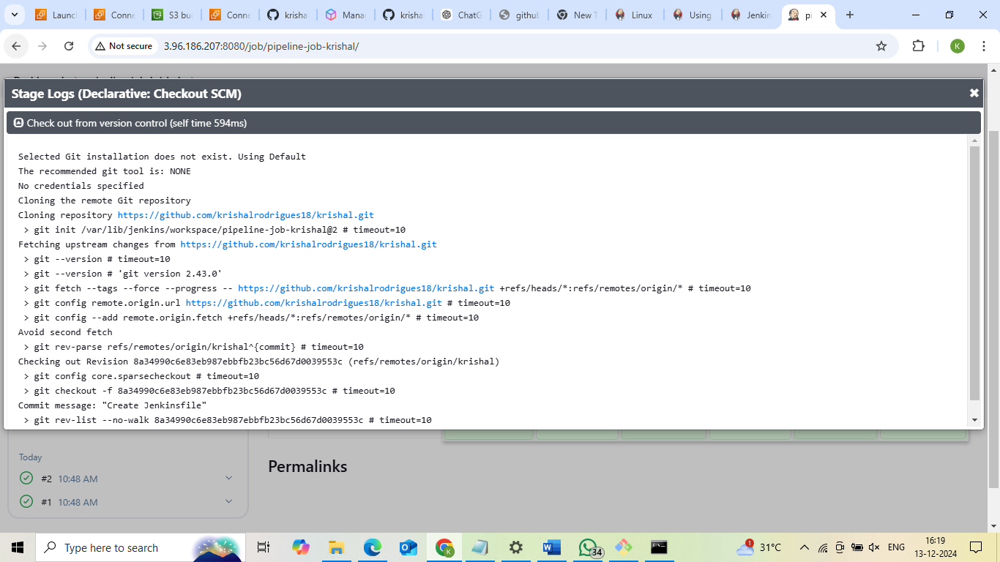 Launc
Conne
S3 bu
Conne
krisha
Manag
krisha
ChatG
github
New T
Linux
Using
Jenkin
pi
Not secure
3.96.186.207:8080/job/pipeline-job-krishal/
K
Stage Logs (Declarative: Checkout SCM)
Check out from version control (self time 594ms)
Selected Git installation does not exist. Using Default
The recommended git tool is: NONE
No credentials specified
Cloning the remote Git repository
Cloning repository https://github.com/krishalrodrigues18/krishal.git
> git init /var/lib/jenkins/workspace/pipeline-job-krishal@2 # timeout=10
Fetching upstream changes from https://github.com/krishalrodrigues18/krishal.git
> git --version # timeout=10
> git --version # 'git version 2.43.0'
> git fetch --tags --force --progress -- https://github.com/krishalrodrigues18/krishal.git +refs/heads/*:refs/remotes/origin/* # timeout=10
> git config remote.origin.url https://github.com/krishalrodrigues18/krishal.git # timeout=10
> git config --add remote.origin.fetch +refs/heads/*:refs/remotes/origin/* # timeout=10
Avoid second fetch
> git rev-parse refs/remotes/origin/krishal^{commit} # timeout=10
Checking out Revision 8a34990c6e83eb987ebbfb23bc56d67d0039553c (refs/remotes/origin/krishal)
> git config core.sparsecheckout # timeout=10
> git checkout -f 8a34990c6e83eb987ebbfb23bc56d67d0039553c # timeout=10
Commit message: "Create Jenkinsfile"
> git rev-list --no-walk 8a34990c6e83eb987ebbfb23bc56d67d0039553c # timeout=10
Permalinks
Today
#2 10:48 AM
#1 10:48 AM
Type here to search
K
34
1
31°C
ENG
16:19
13-12-2024